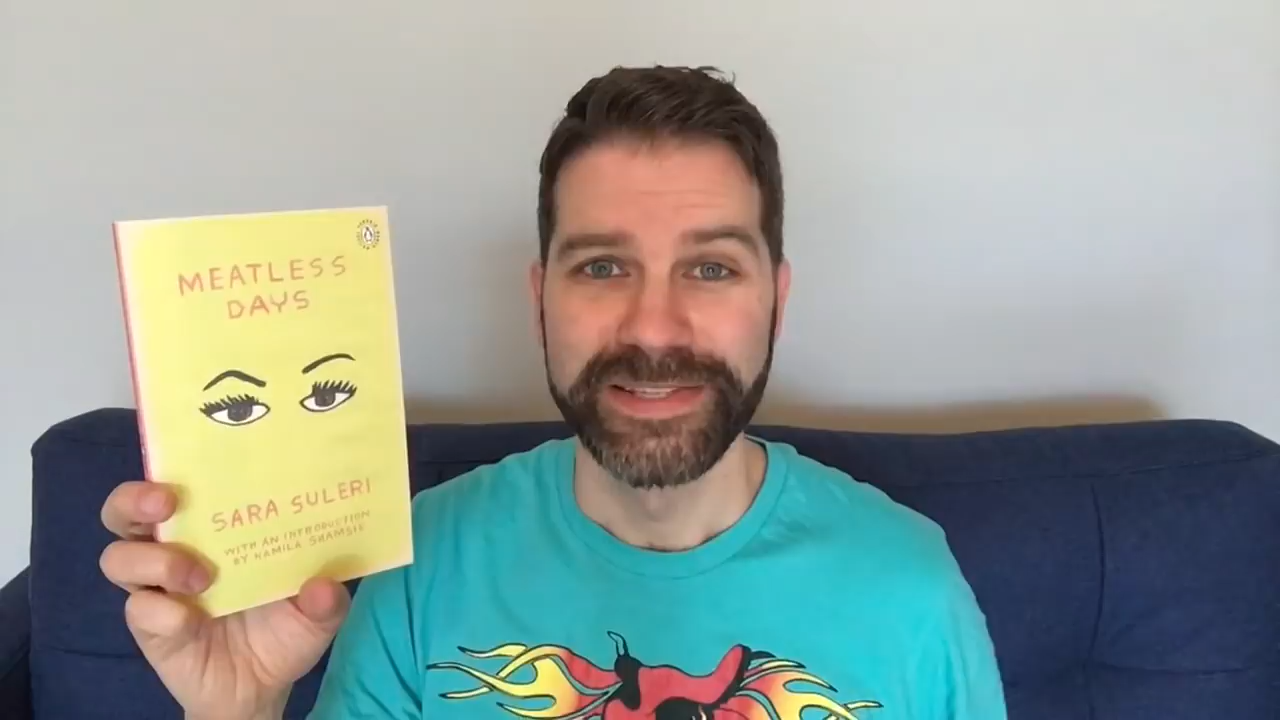 MEATLESS
DAYS
SARA SULERI
WITH AN INTRODUCTION
BY KAMILA SHAMSIE